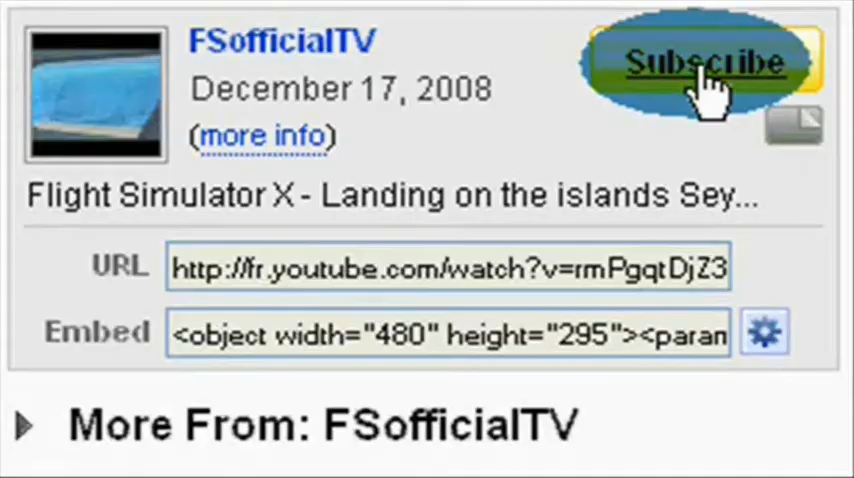 FSofficialTV
Subscribe
December 17, 2008
(more info)
Flight Simulator X - Landing on the islands Sey...
URL http://fr.youtube.com/watch?v=rmPgqtDjZ3
Embed <object width="480" height="295"><param
More From: FSofficialTV